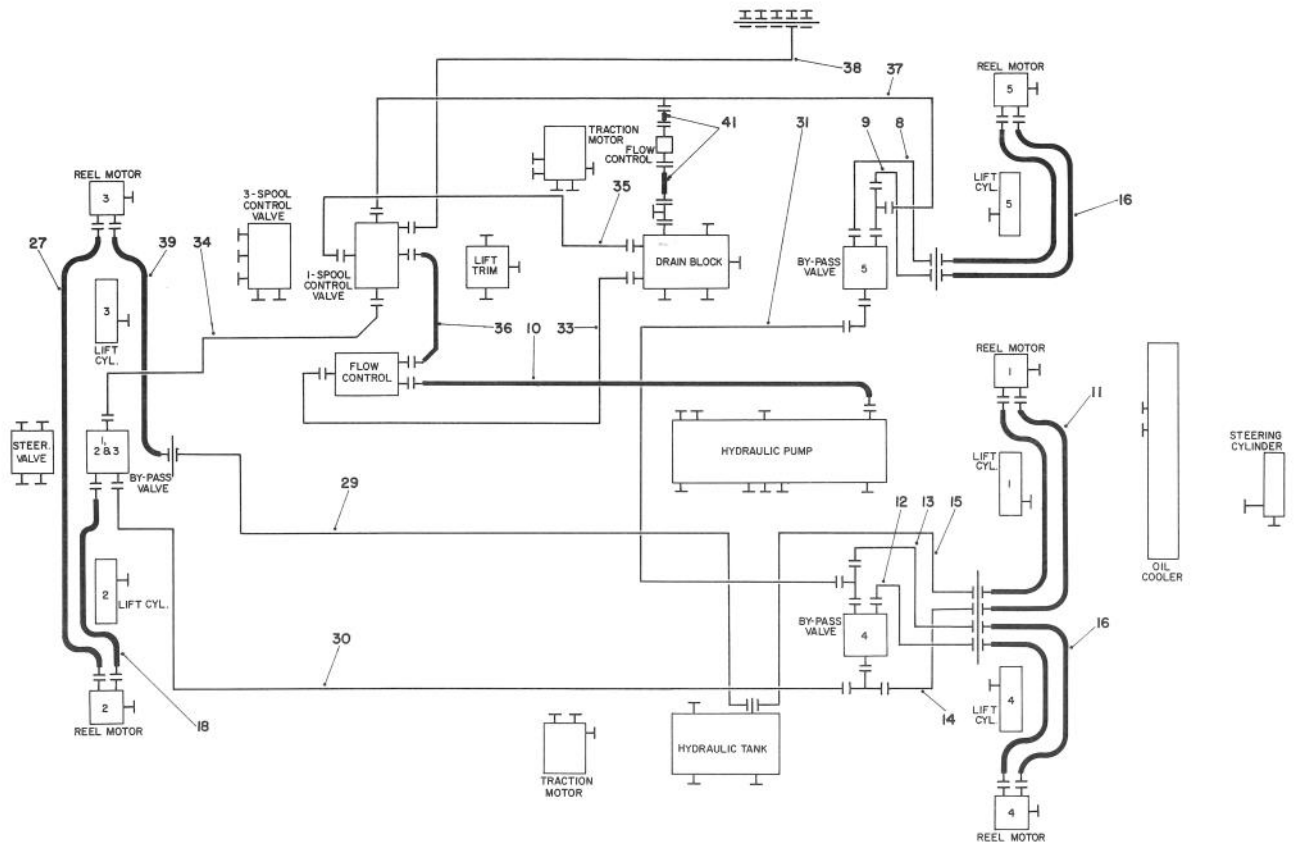 38
37
REEL MOTOR
5
41
31
9
8
TRACTION
MOTOR
FLOW
CONTROL
LIFT
CYL.
5
16
REEL MOTOR
3
3-SPOOL
CONTROL
VALVE
35
27
39
34
LIFT
TRIM
DRAIN BLOCK
BY-PASS
VALVE
5
1-SPOOL
CONTROL
VALVE
3
LIFT
CYL.
36
10
33
FLOW
CONTROL
REEL MOTOR
1
11
STEER.
VALVE
1,
2 & 3
BY-PASS
VALVE
HYDRAULIC PUMP
LIFT
CYL.
1
STEERING
CYLINDER
29
12
13
15
OIL
COOLER
2
LIFT CYL.
BY-PASS
VALVE
4
16
30
14
LIFT
CYL
4
2
REEL MOTOR
18
HYDRAULIC TANK
TRACTION
MOTOR
4
REEL MOTOR